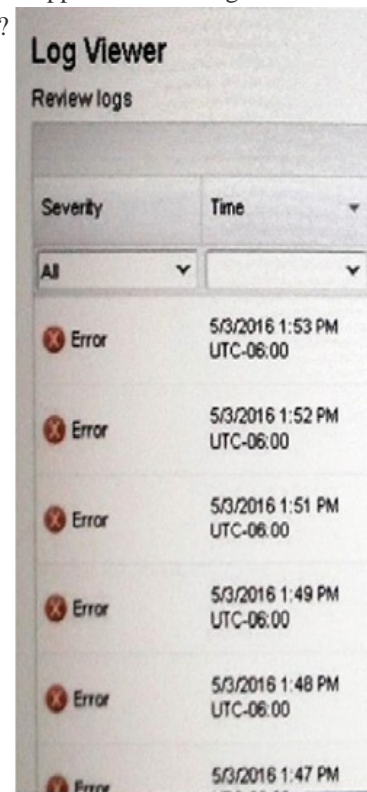 ?
Log Viewer
Review logs
Severity Time
All
Error 5/3/2016 1:53 PM
UTC-06:00
Error 5/3/2016 1:52 PM
UTC-06:00
Error 5/3/2016 1:51 PM
UTC-06:00
Error 5/3/2016 1:49 PM
UTC-06:00
Error 5/3/2016 1:48 PM
UTC-06:00
Error 5/3/2016 1:47 PM